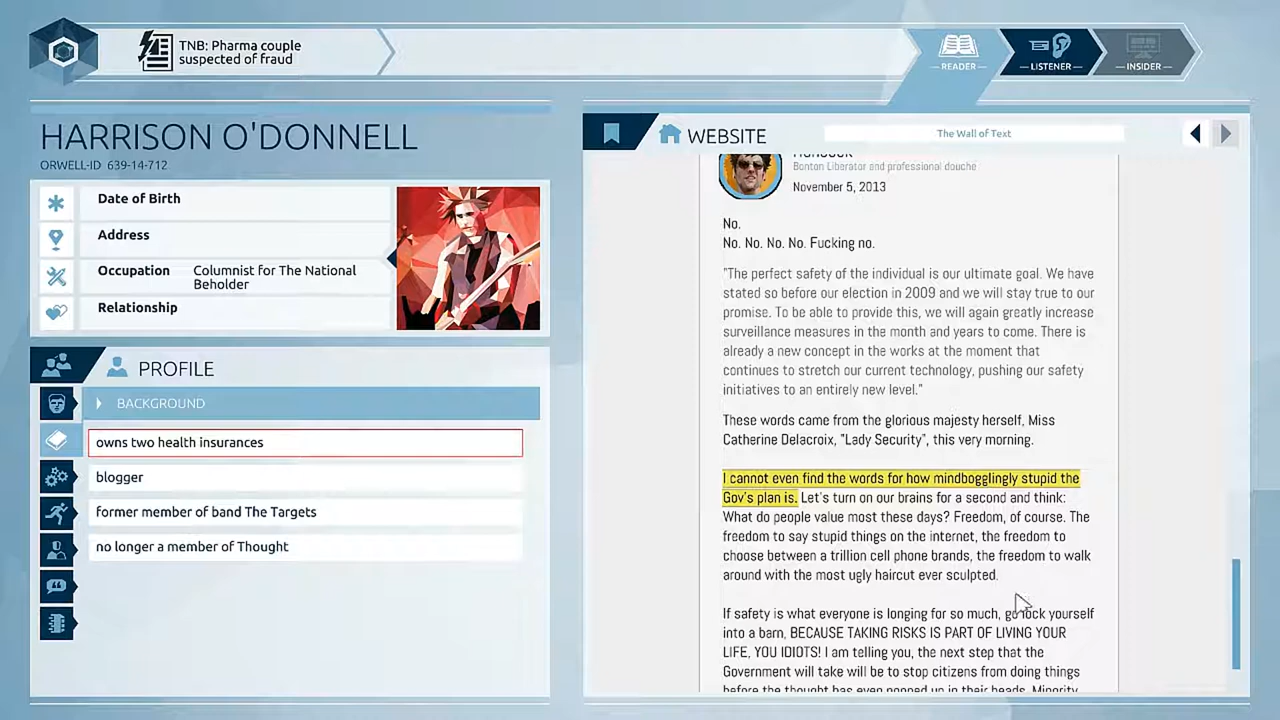 TNB: Pharma couple
suspected of fraud
READER
LISTENER
INSIDER
HARRISON O'DONNELL
ORWELL-ID 639-14-712
Date of Birth
Address
Occupation Columnist for The National
Beholder
Relationship
PROFILE
BACKGROUND
owns two health insurances
blogger
former member of band The Targets
no longer a member of Thought
WEBSITE
The Wall of Text
Bonton Liberator and professional douche
November 5, 2013
No.
No. No. No. No. Fucking no.
"The perfect safety of the individual is our ultimate goal. We have
stated so before our election in 2009 and we will stay true to our
promise. To be able to provide this, we will again greatly increase
surveillance measures in the month and years to come. There is
already a new concept in the works at the moment that
continues to stretch our current technology, pushing our safety
initiatives to an entirely new level."
These words came from the glorious majesty herself, Miss
Catherine Delacroix, "Lady Security", this very morning.
I cannot even find the words for how mindbogglingly stupid the
Gov's plan is. Let's turn on our brains for a second and think:
What do people value most these days? Freedom, of course. The
freedom to say stupid things on the internet, the freedom to
choose between a trillion cell phone brands, the freedom to walk
around with the most ugly haircut ever sculpted.
If safety is what everyone is longing for so much, go lock yourself
into a barn, BECAUSE TAKING RISKS IS PART OF LIVING YOUR
LIFE, YOU IDIOTS! I am telling you, the next step that the
Government will take will be to stop citizens from doing things
before the thought has even popped up in their heads. Minority